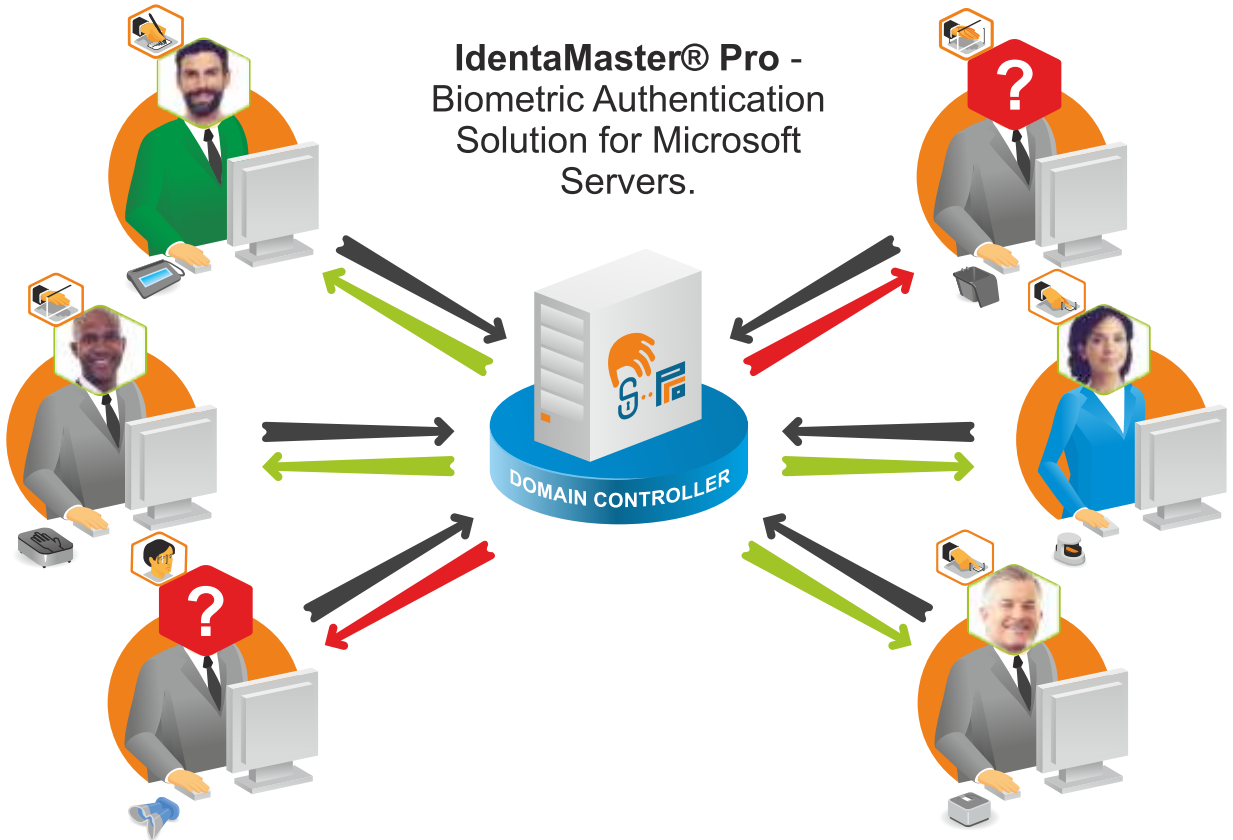 IdentaMaster® Pro -
Biometric Authentication
Solution for Microsoft
Servers.
?
?
DOMAIN CONTROLLER